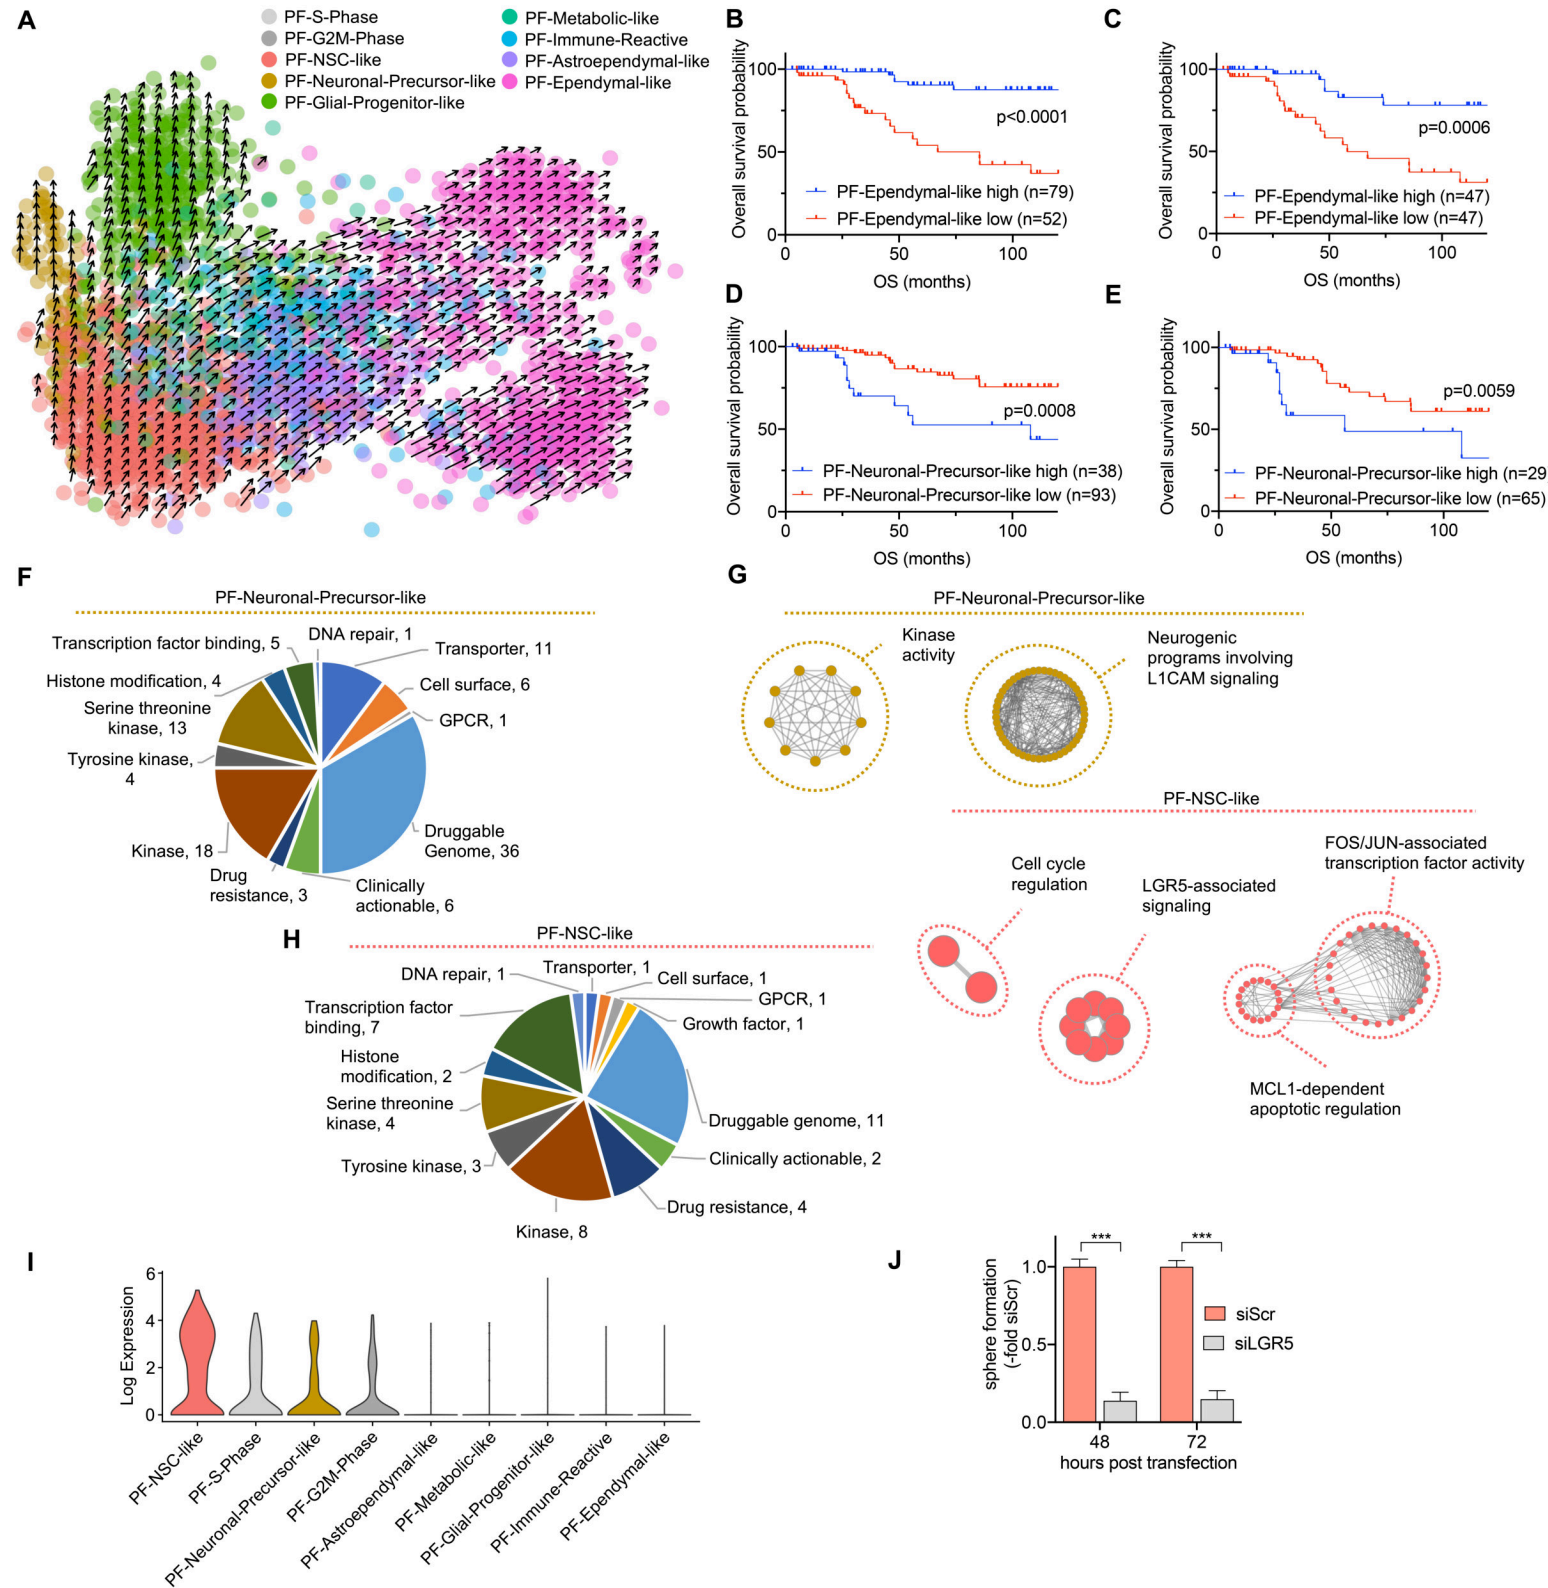 A
PF-S-Phase
PF-G2M-Phase
PF-NSC-like
PF-Neuronal-Precursor-like
PF-Glial-Progenitor-like
PF-Metabolic-like
PF-Immune-Reactive
PF-Astroependymal-like
PF-Ependymal-like
B
Overall survival probability
100
50
0
p<0.0001
PF-Ependymal-like high (n=79)
PF-Ependymal-like low (n=52)
0
50
100
OS (months)
C
Overall survival probability
100
50
0
p=0.0006
PF-Ependymal-like high (n=47)
PF-Ependymal-like low (n=47)
0
50
100
OS (months)
D
Overall survival probability
100
50
0
p=0.0008
PF-Neuronal-Precursor-like high (n=38)
PF-Neuronal-Precursor-like low (n=93)
0
50
100
OS (months)
E
Overall survival probability
100
50
0
p=0.0059
PF-Neuronal-Precursor-like high (n=29
PF-Neuronal-Precursor-like low (n=65)
0
50
100
OS (months)
F
PF-Neuronal-Precursor-like
DNA repair, 1
Transcription factor binding, 5
Transporter, 11
Histone modification, 4
Cell surface, 6
Serine threonine
kinase, 13
GPCR, 1
Tyrosine kinase,
4
Druggable
Genome, 36
Kinase, 18
Drug
resistance, 3
Clinically
actionable, 6
G
PF-Neuronal-Precursor-like
Kinase
activity
Neurogenic
programs involving
L1CAM signaling
PF-NSC-like
Cell cycle
regulation
LGR5-associated
signaling
FOS/JUN-associated
transcription factor activity
MCL1-dependent
apoptotic regulation
H
PF-NSC-like
DNA repair, 1
Transporter, 1
Cell surface, 1
GPCR, 1
Growth factor, 1
Transcription factor
binding, 7
Histone
modification, 2
Serine threonine
kinase, 4
Tyrosine kinase, 3
Druggable genome, 11
Clinically actionable, 2
Drug resistance, 4
Kinase, 8
I
Log Expression
6
4
2
0
PF-NSC-like
PF-S-Phase
PF-Neuronal-Precursor-like
PF-G2M-Phase
PF-Astroependymal-like
PF-Metabolic-like
PF-Glial-Progenitor-like
PF-Immune-Reactive
PF-Ependymal-like
J
sphere formation
(-fold siScr)
1.0
0.5
0.0
***
***
siScr
siLGR5
48
72
hours post transfection